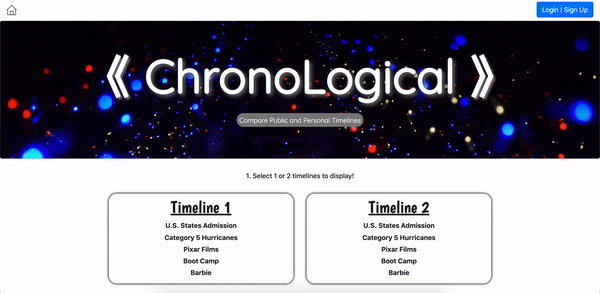 Login | Sign Up
《 ChronoLogical 》
Compare Public and Personal Timelines
1. Select 1 or 2 timelines to display!
Timeline 1
U.S. States Admission
Category 5 Hurricanes
Pixar Films
Boot Camp
Barbie
Timeline 2
U.S. States Admission
Category 5 Hurricanes
Pixar Films
Boot Camp
Barbie